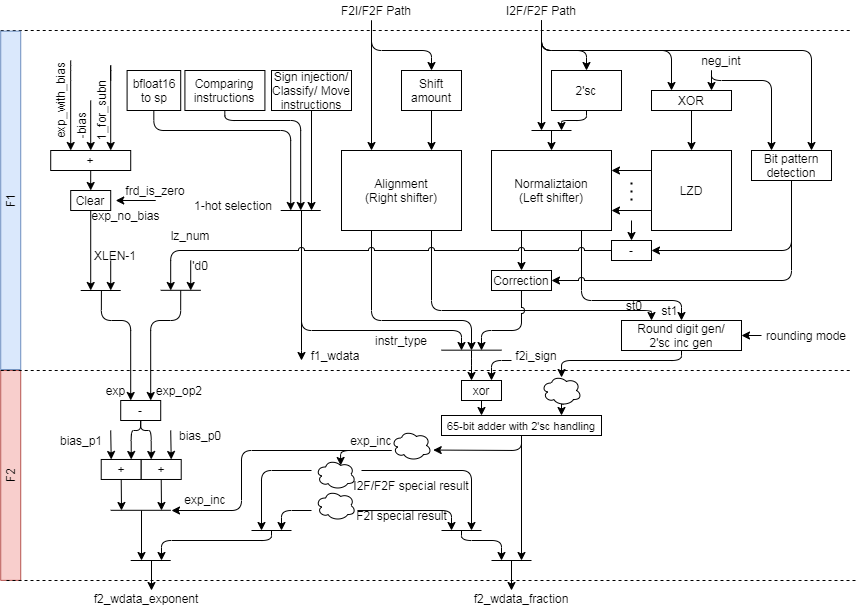 F2I/F2F Path
I2F/F2F Path
F1
exp_with_bias
-bias
1_for_subn
bfloat16
to sp
Comparing
instructions
Sign injection/
Classify/ Move
instructions
Shift
amount
2'sc
neg_int
XOR
+
Clear
frd_is_zero
exp_no_bias
1-hot selection
Alignment
(Right shifter)
Normaliztaion
(Left shifter)
LZD
Bit pattern
detection
lz_num
XLEN-1
'd0
-
Correction
st0
st1
Round digit gen/
2'sc inc gen
rounding mode
instr_type
f1_wdata
f2i_sign
F2
exp
exp_op2
-
xor
65-bit adder with 2'sc handling
bias_p1
bias_p0
+
+
exp_inc
exp_inc
I2F/F2F special result
F2I special result
f2_wdata_exponent
f2_wdata_fraction